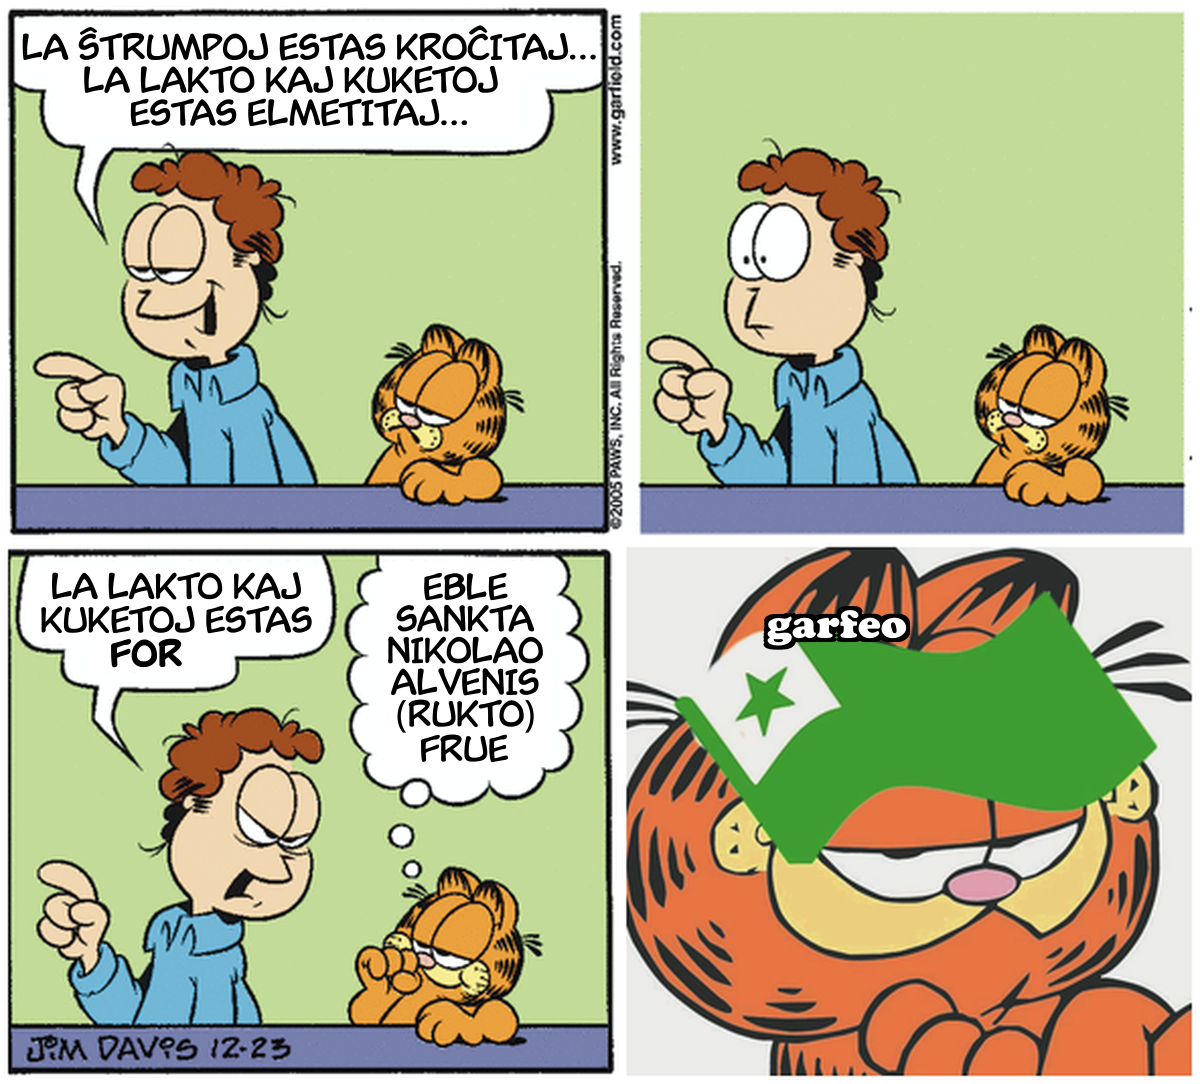 LA ŜTRUMPOJ ESTAS KROĈITAJ...
LA LAKTO KAJ KUKETOJ
ESTAS ELMETITAJ...
www.garfield.com
©2005 PAWS, INC. All Rights Reserved.
LA LAKTO KAJ
KUKETOJ ESTAS
FOR
EBLE
SANKTA
NIKOLAO
ALVENIS
(RUKTO)
FRUE
JIM DAVIS 12-23
garfeo